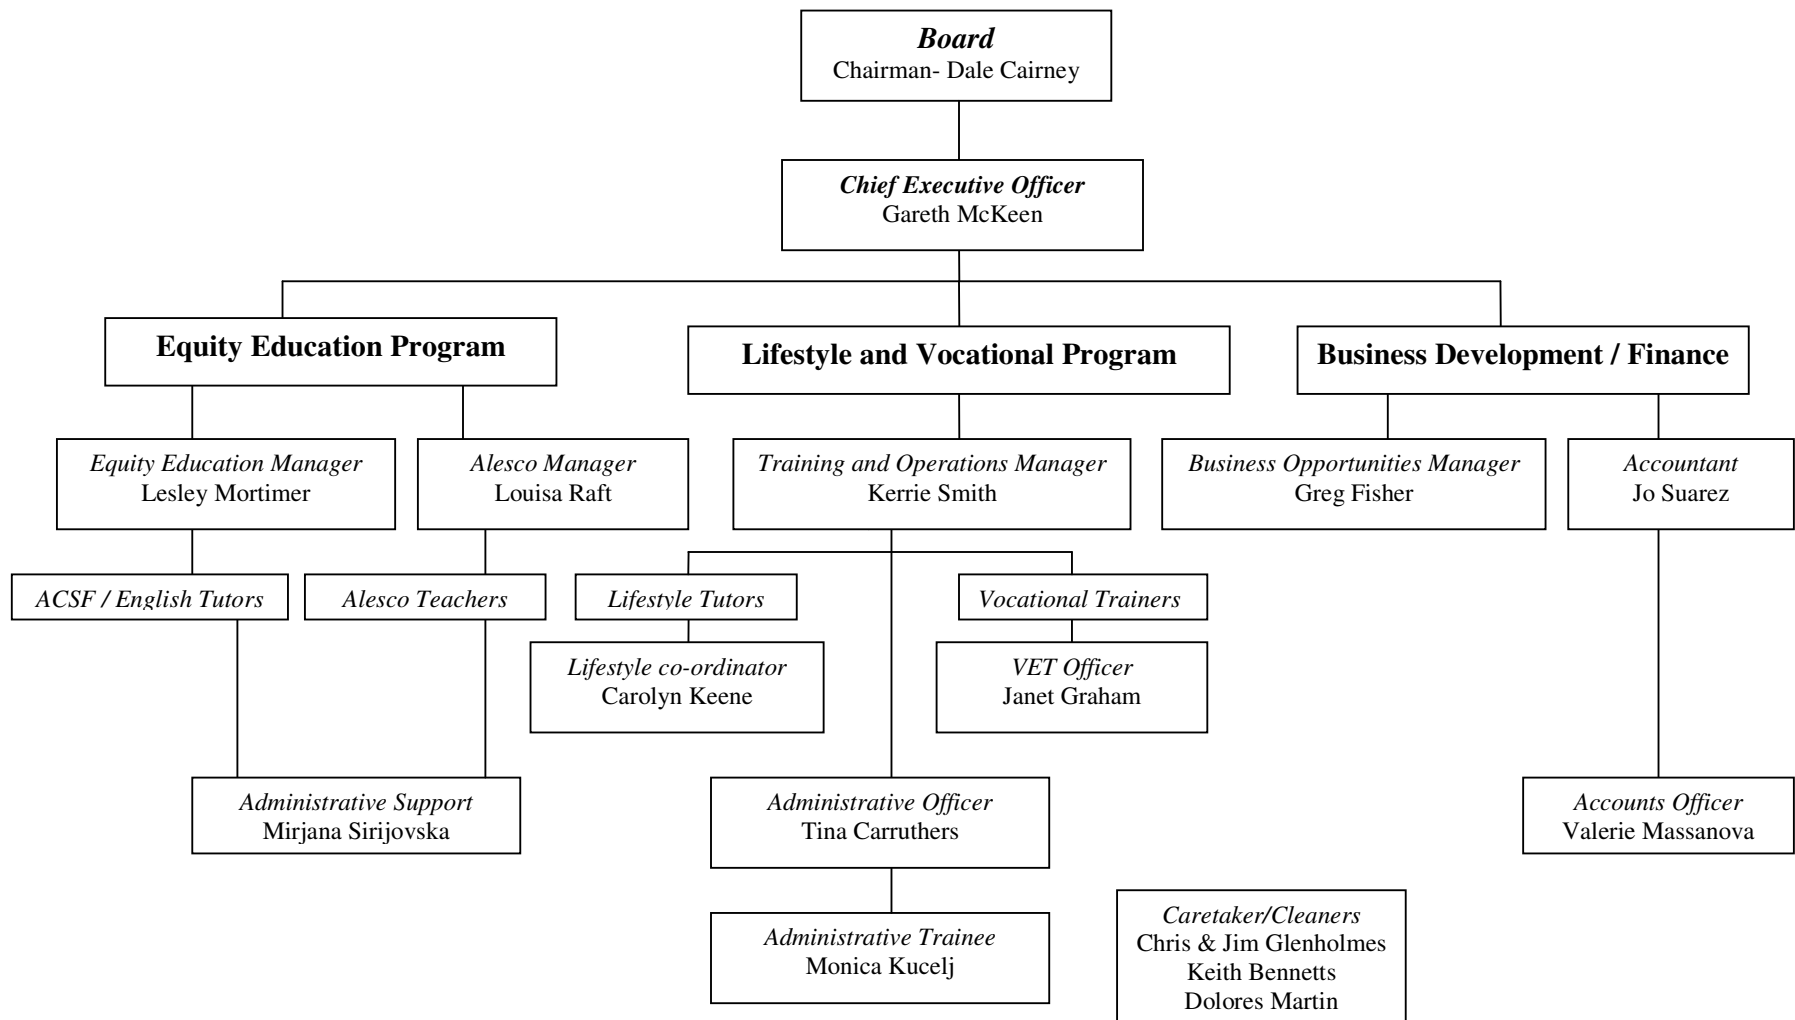 Board
Chairman- Dale Cairney
Chief Executive Officer
Gareth McKeen
Equity Education Program
Lifestyle and Vocational Program
Business Development / Finance
Equity Education Manager
Lesley Mortimer
Alesco Manager
Louisa Raft
Training and Operations Manager
Kerrie Smith
Business Opportunities Manager
Greg Fisher
Accountant
Jo Suarez
ACSF / English Tutors
Alesco Teachers
Lifestyle Tutors
Vocational Trainers
Lifestyle co-ordinator
Carolyn Keene
VET Officer
Janet Graham
Administrative Support
Mirjana Sirijovska
Administrative Officer
Tina Carruthers
Accounts Officer
Valerie Massanova
Administrative Trainee
Monica Kucelj
Caretaker/Cleaners
Chris & Jim Glenholmes
Keith Bennetts
Dolores Martin